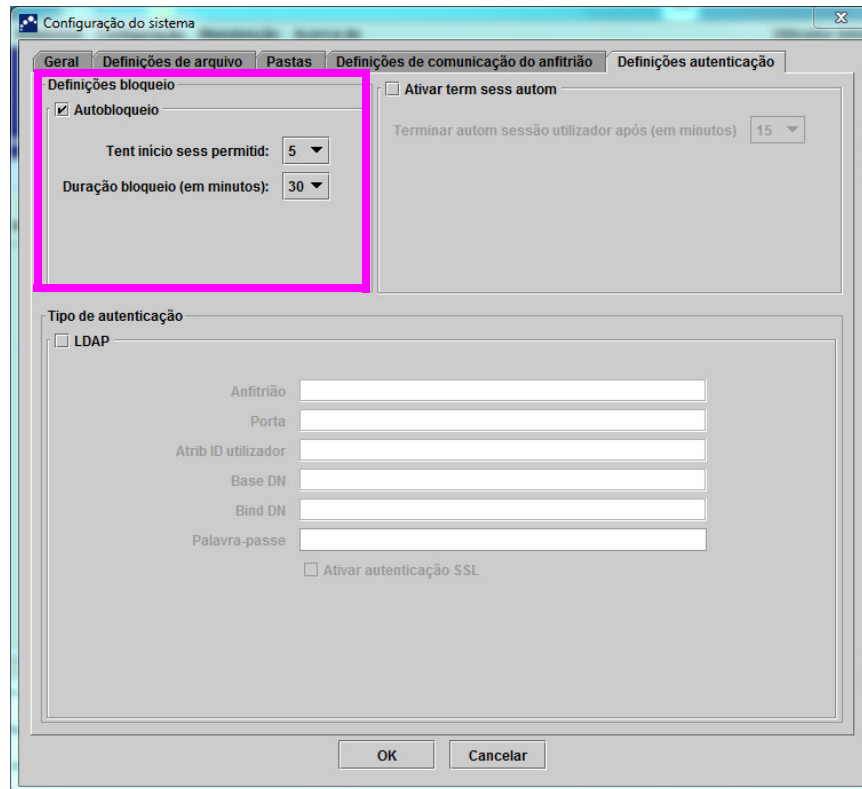 Configuração do sistema
Geral
Definições de arquivo
Pastas
Definições de comunicação do anfitrião
Definições autenticação
Definições bloqueio
Autobloqueio
Tent início sess permitid: 5
Duração bloqueio (em minutos): 30
Ativar term sess autom
Terminar autom sessão utilizador após (em minutos) 15
Tipo de autenticação
LDAP
Anfitrião
Porta
Atrib ID utilizador
Base DN
Bind DN
Palavra-passe
Ativar autenticação SSL
OK
Cancelar